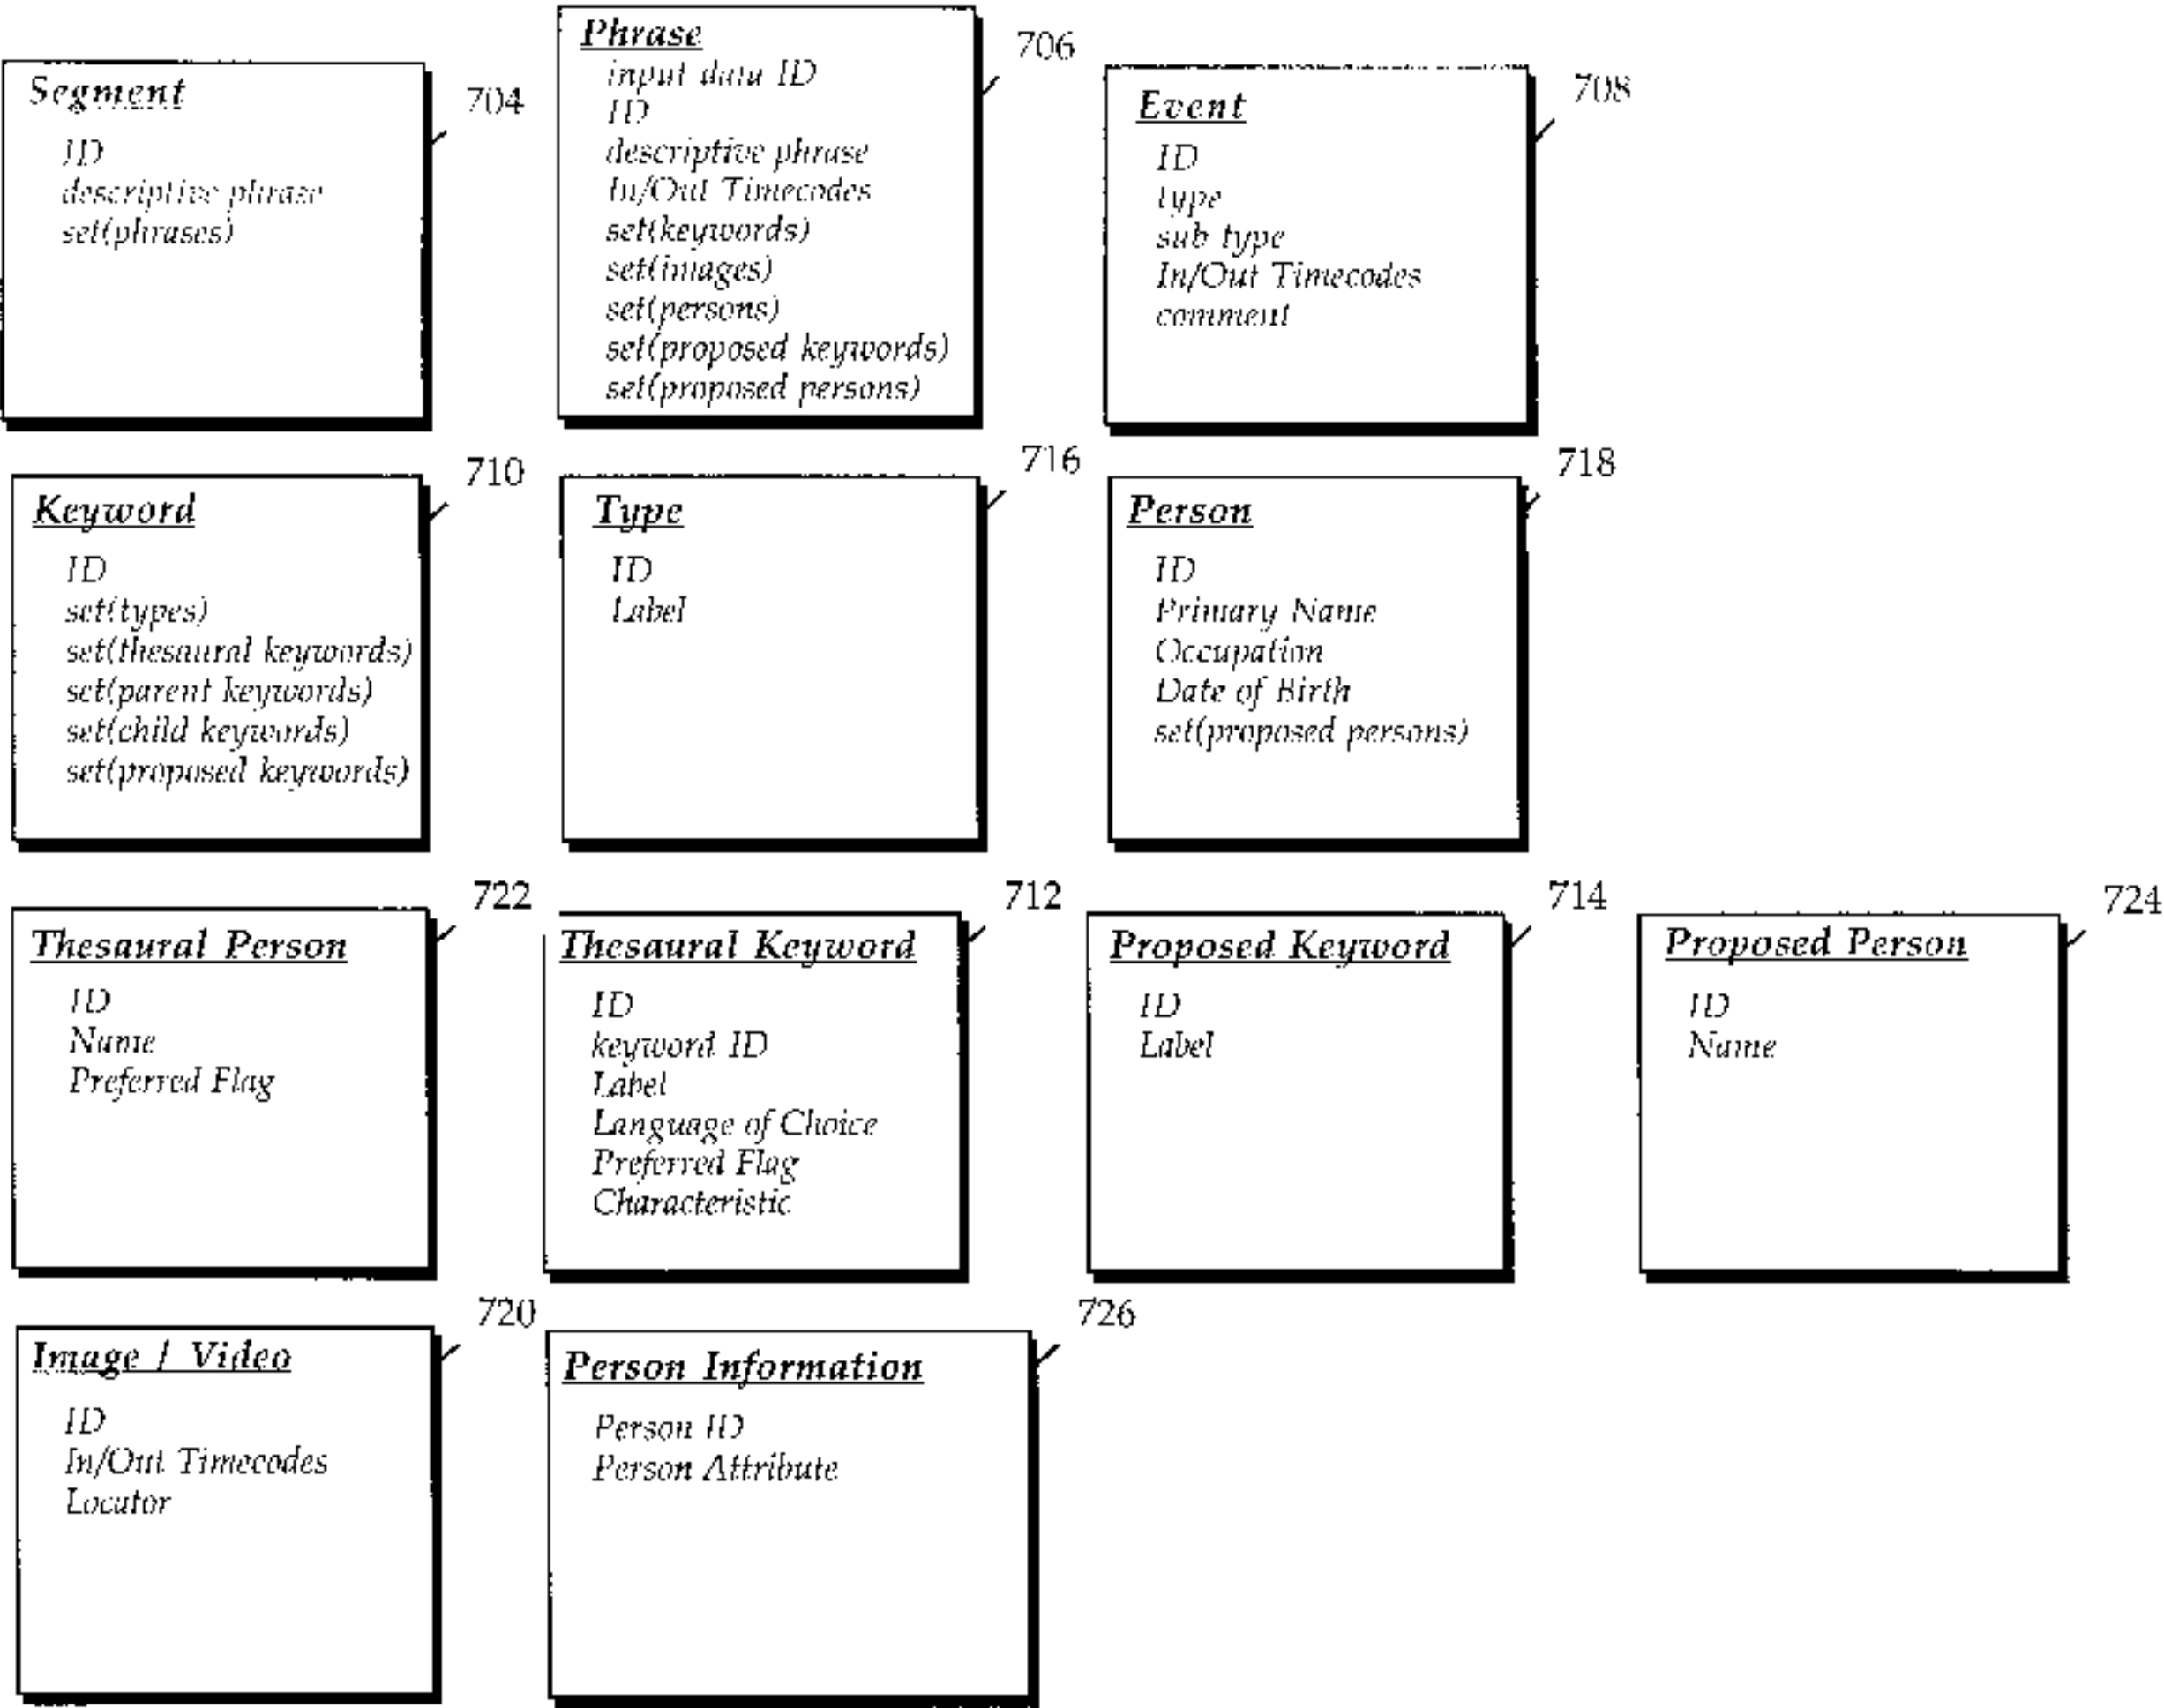 Segment
704
ID
descriptive phrase
set(phrases)
Phrase
706
input data ID
ID
descriptive phrase
In/Out Timecodes
set(keywords)
set(images)
set(persons)
set(proposed keywords)
set(proposed persons)
Event
708
ID
type
sub type
In/Out Timecodes
comment
Keyword
710
ID
set(types)
set(thesaural keywords)
set(parent keywords)
set(child keywords)
set(proposed keywords)
Type
716
ID
Label
Person
718
ID
Primary Name
Occupation
Date of Birth
set(proposed persons)
Thesaural Person
722
ID
Name
Preferred Flag
Thesaural Keyword
712
ID
keyword ID
Label
Language of Choice
Preferred Flag
Characteristic
Proposed Keyword
714
ID
Label
Proposed Person
724
ID
Name
Image / Video
720
ID
In/Out Timecodes
Locator
Person Information
726
Person ID
Person Attribute